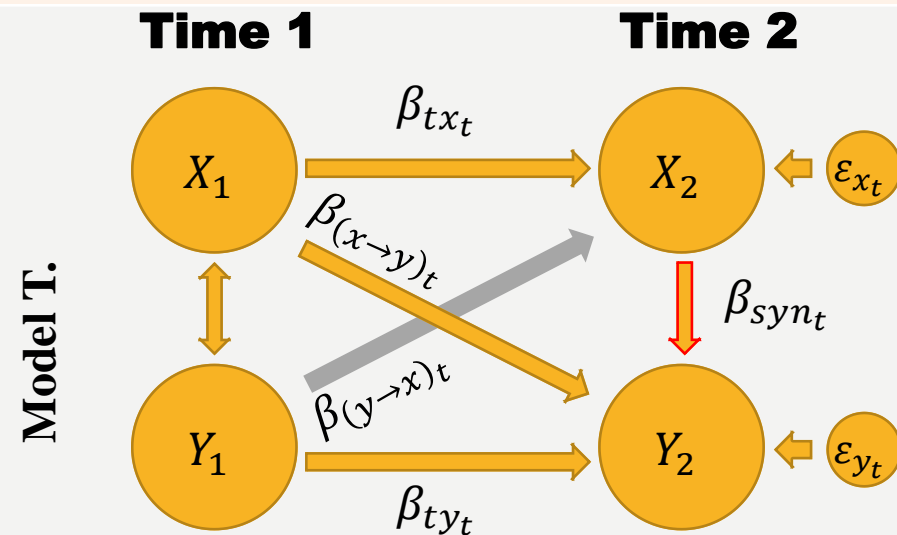 Time 1
Time 2
β_{tx_t}
X_1
X_2
ε_{x_t}
β_{(x→y)_t}
Model T.
β_{syn_t}
β_{(y→x)_t}
Y_1
Y_2
ε_{y_t}
β_{ty_t}